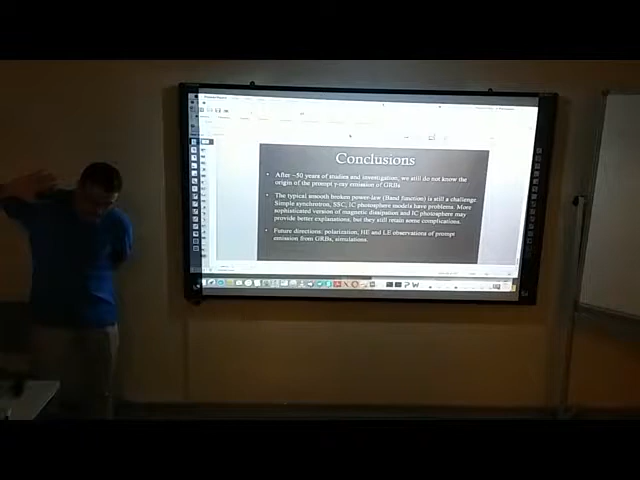 Conclusions
• After ~50 years of studies and investigation, we still do not know the
origin of the prompt γ-ray emission of GRBs
• The typical smooth broken power-law (Band function) is still a challenge
Simple synchrotron, SSC, IC photosphere models have problems. More
sophisticated version of magnetic dissipation and IC photosphere may
provide better explanations, but they still retain some complications.
• Future directions: polarization, HE and LE observations of prompt
emission from GRBs, simulations.